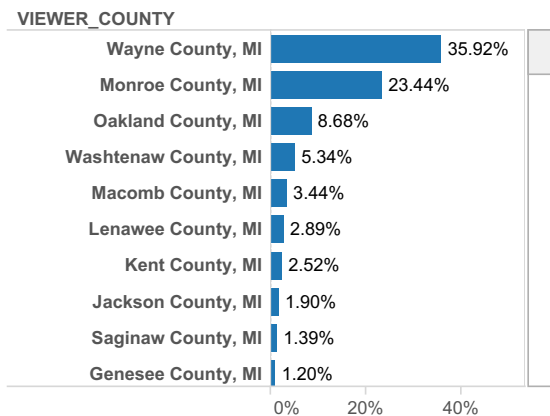 VIEWER_COUNTY
Wayne County, MI 35.92%
Monroe County, MI 23.44%
Oakland County, MI 8.68%
Washtenaw County, MI 5.34%
Macomb County, MI 3.44%
Lenawee County, MI 2.89%
Kent County, MI 2.52%
Jackson County, MI 1.90%
Saginaw County, MI 1.39%
Genesee County, MI 1.20%
0% 20% 40%